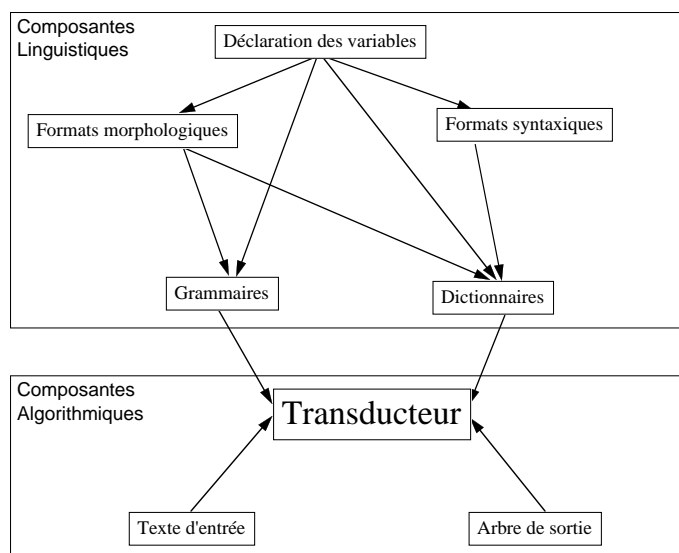 Composantes
Linguistiques
Déclaration des variables
Formats morphologiques
Formats syntaxiques
Grammaires
Dictionnaires
Composantes
Algorithmiques
Transducteur
Texte d'entrée
Arbre de sortie